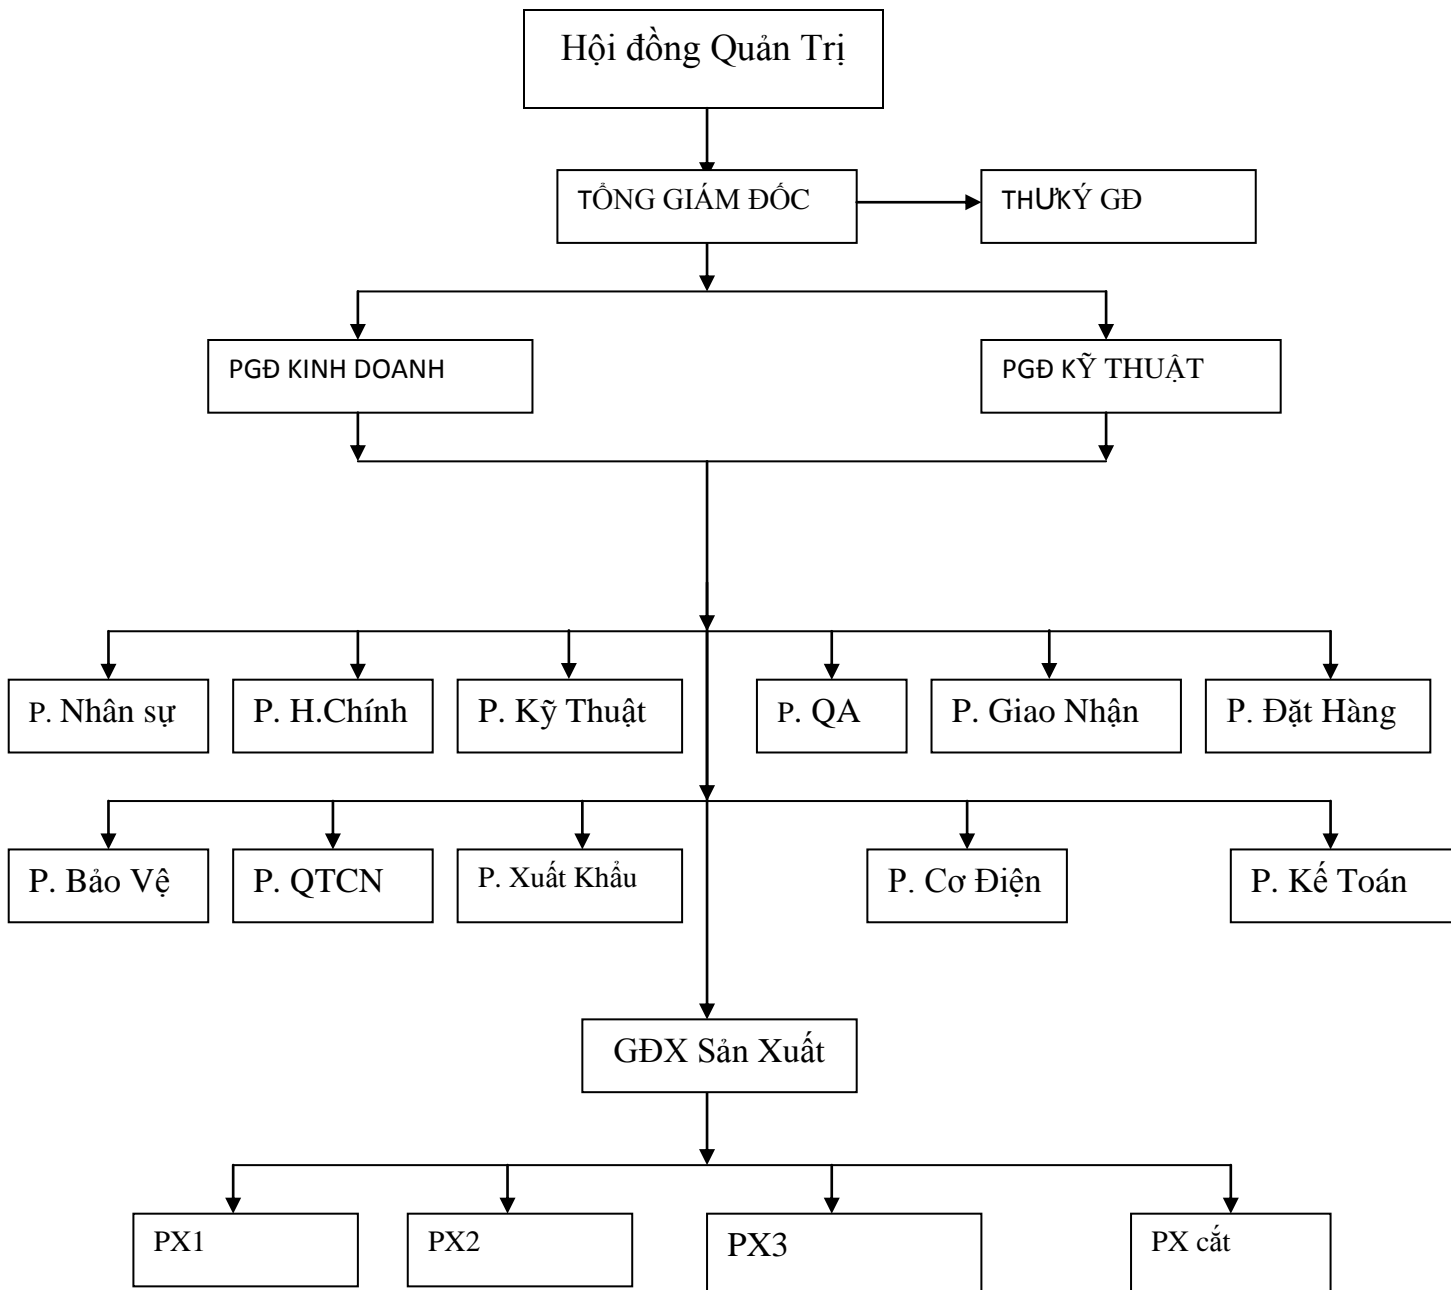 Hội đồng Quản Trị
TỔNG GIÁM ĐỐC
THƯKÝ GĐ
PGĐ KINH DOANH
PGĐ KỸ THUẬT
P. Nhân sự
P. H.Chính
P. Kỹ Thuật
P. QA
P. Giao Nhận
P. Đặt Hàng
P. Bảo Vệ
P. QTCN
P. Xuất Khẩu
P. Cơ Điện
P. Kế Toán
GĐX Sản Xuất
PX1
PX2
PX3
PX cắt